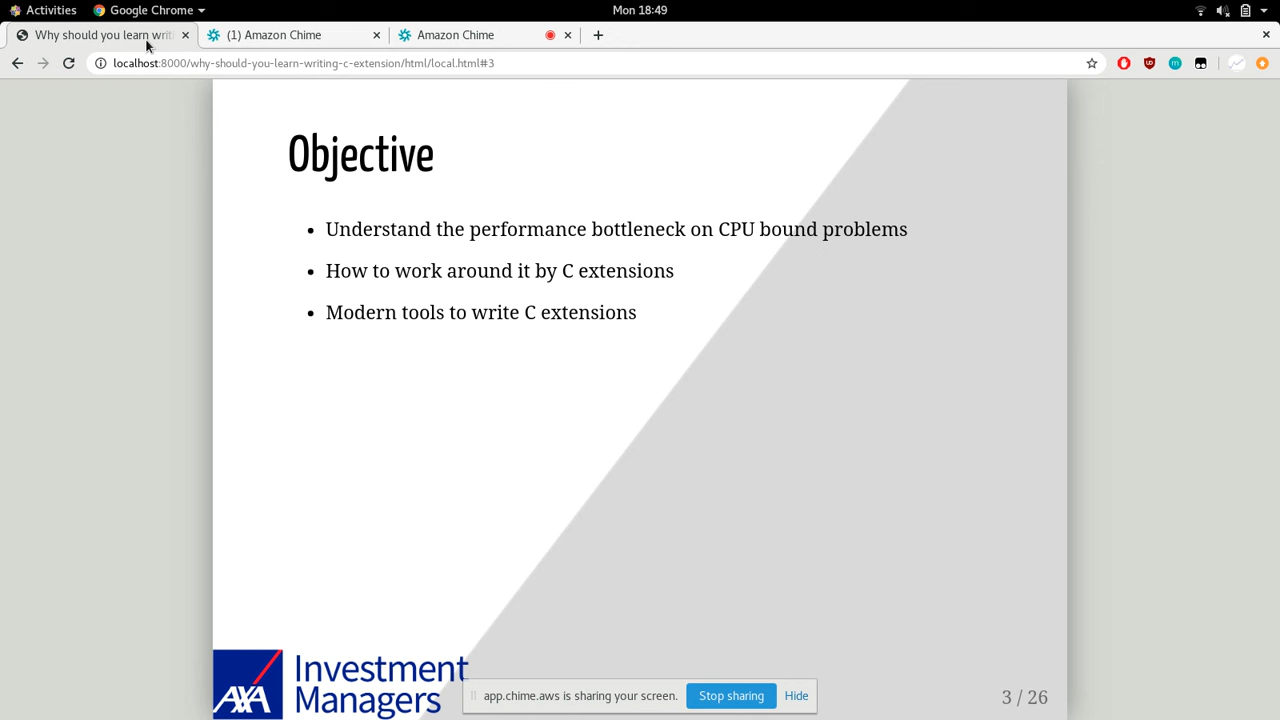 Activities
Google Chrome
Mon 18:49
Why should you learn writi
(1) Amazon Chime
Amazon Chime
localhost:8000/why-should-you-learn-writing-c-extension/html/local.html#3
Objective
• Understand the performance bottleneck on CPU bound problems
• How to work around it by C extensions
• Modern tools to write C extensions
AXA
Investment
Managers
app.chime.aws is sharing your screen.
Stop sharing
Hide
3 / 26